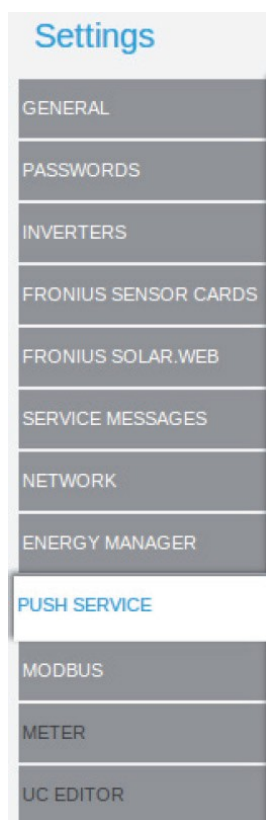 Settings
GENERAL
PASSWORDS
INVERTERS
FRONIUS SENSOR CARDS
FRONIUS SOLAR.WEB
SERVICE MESSAGES
NETWORK
ENERGY MANAGER
PUSH SERVICE
MODBUS
METER
UC EDITOR